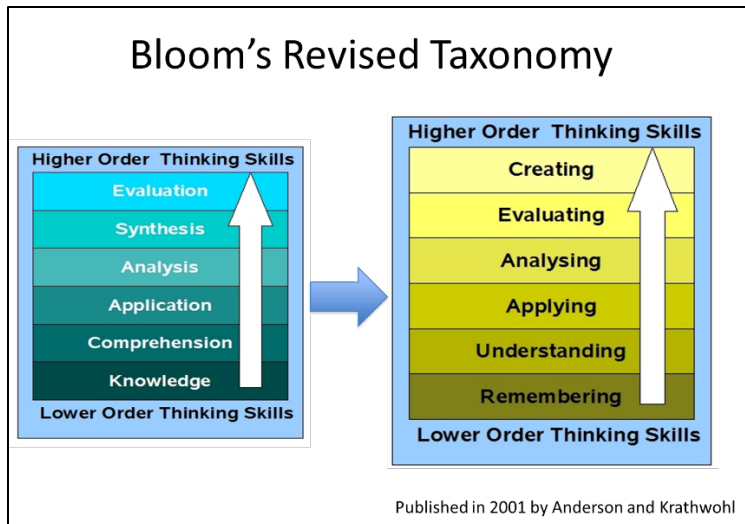 Bloom's Revised Taxonomy
Higher Order Thinking Skills
Evaluation
Synthesis
Analysis
Application
Comprehension
Knowledge
Lower Order Thinking Skills
Higher Order Thinking Skills
Creating
Evaluating
Analysing
Applying
Understanding
Remembering
Lower Order Thinking Skills
Published in 2001 by Anderson and Krathwohl